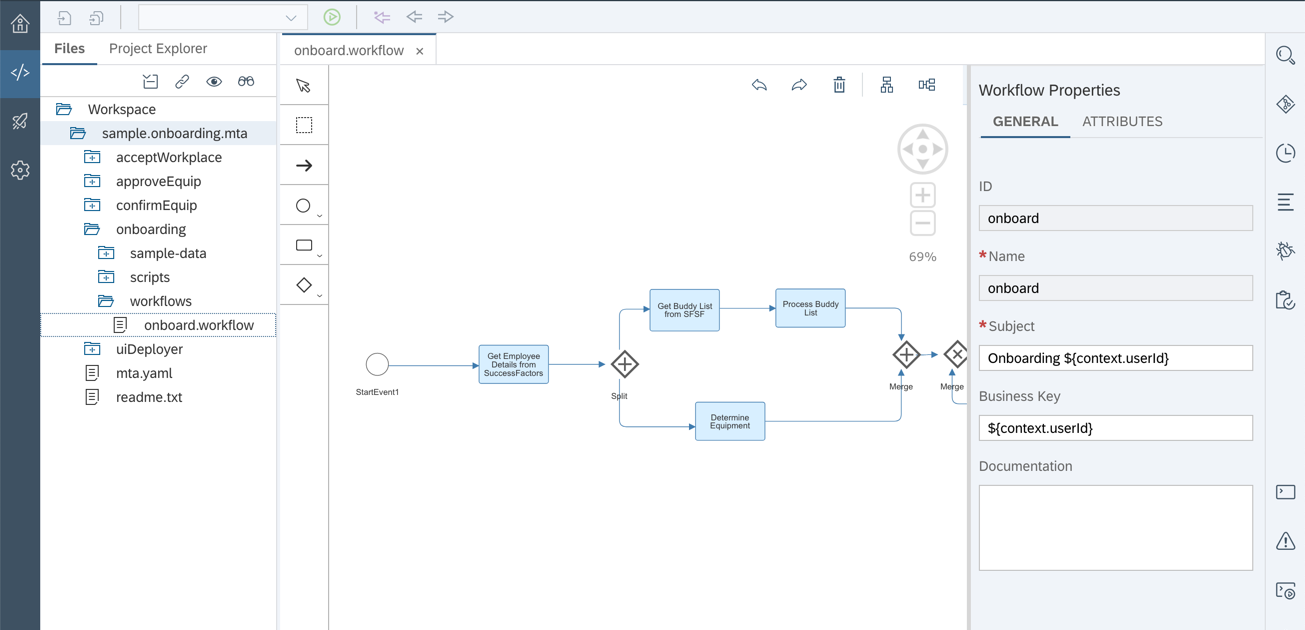 Files
Project Explorer
Workspace
sample.onboarding.mta
acceptWorkplace
approveEquip
confirmEquip
onboarding
sample-data
scripts
workflows
onboard.workflow
uiDeployer
mta.yaml
readme.txt
onboard.workflow ×
69%
StartEvent1
Get Employee
Details from
SuccessFactors
Split
Get Buddy List
from SFSF
Process Buddy
List
Determine
Equipment
Merge
Merge
Workflow Properties
GENERAL
ATTRIBUTES
ID
onboard
*Name
onboard
*Subject
Onboarding ${context.userId}
Business Key
${context.userId}
Documentation